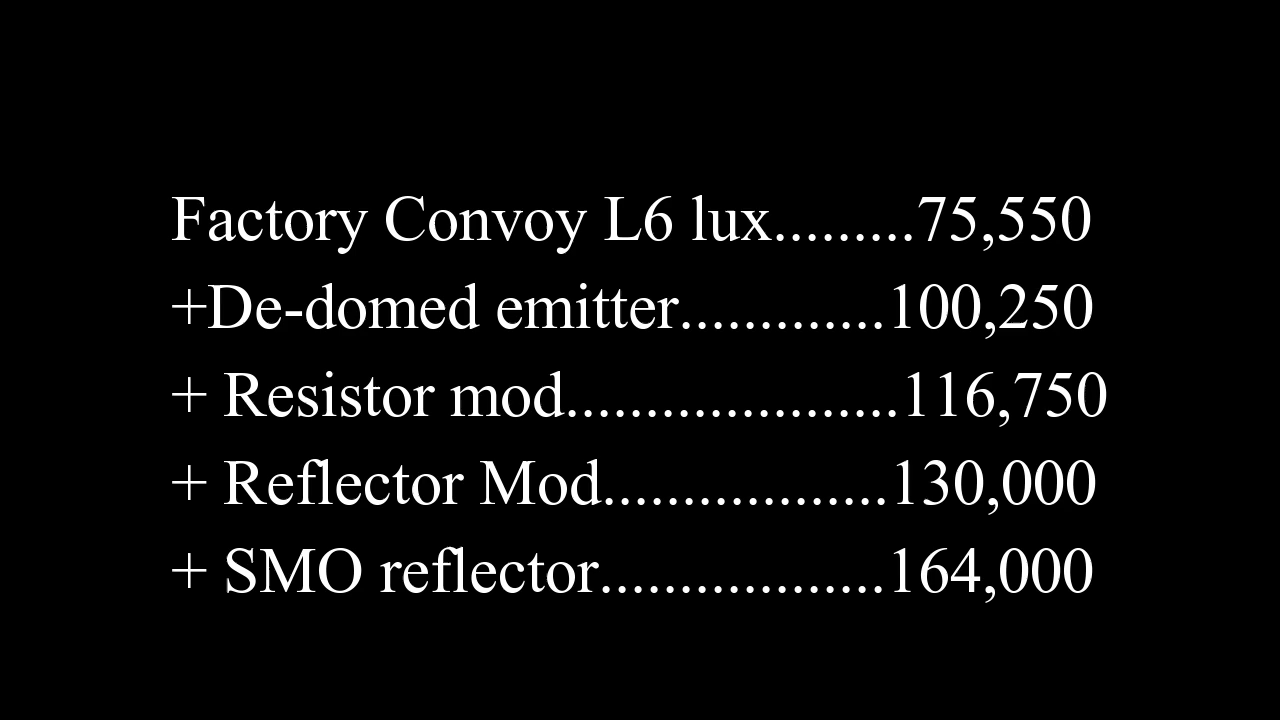 Factory Convoy L6 lux.........75,550
+De-domed emitter.............100,250
+ Resistor mod.....................116,750
+ Reflector Mod..................130,000
+ SMO reflector..................164,000